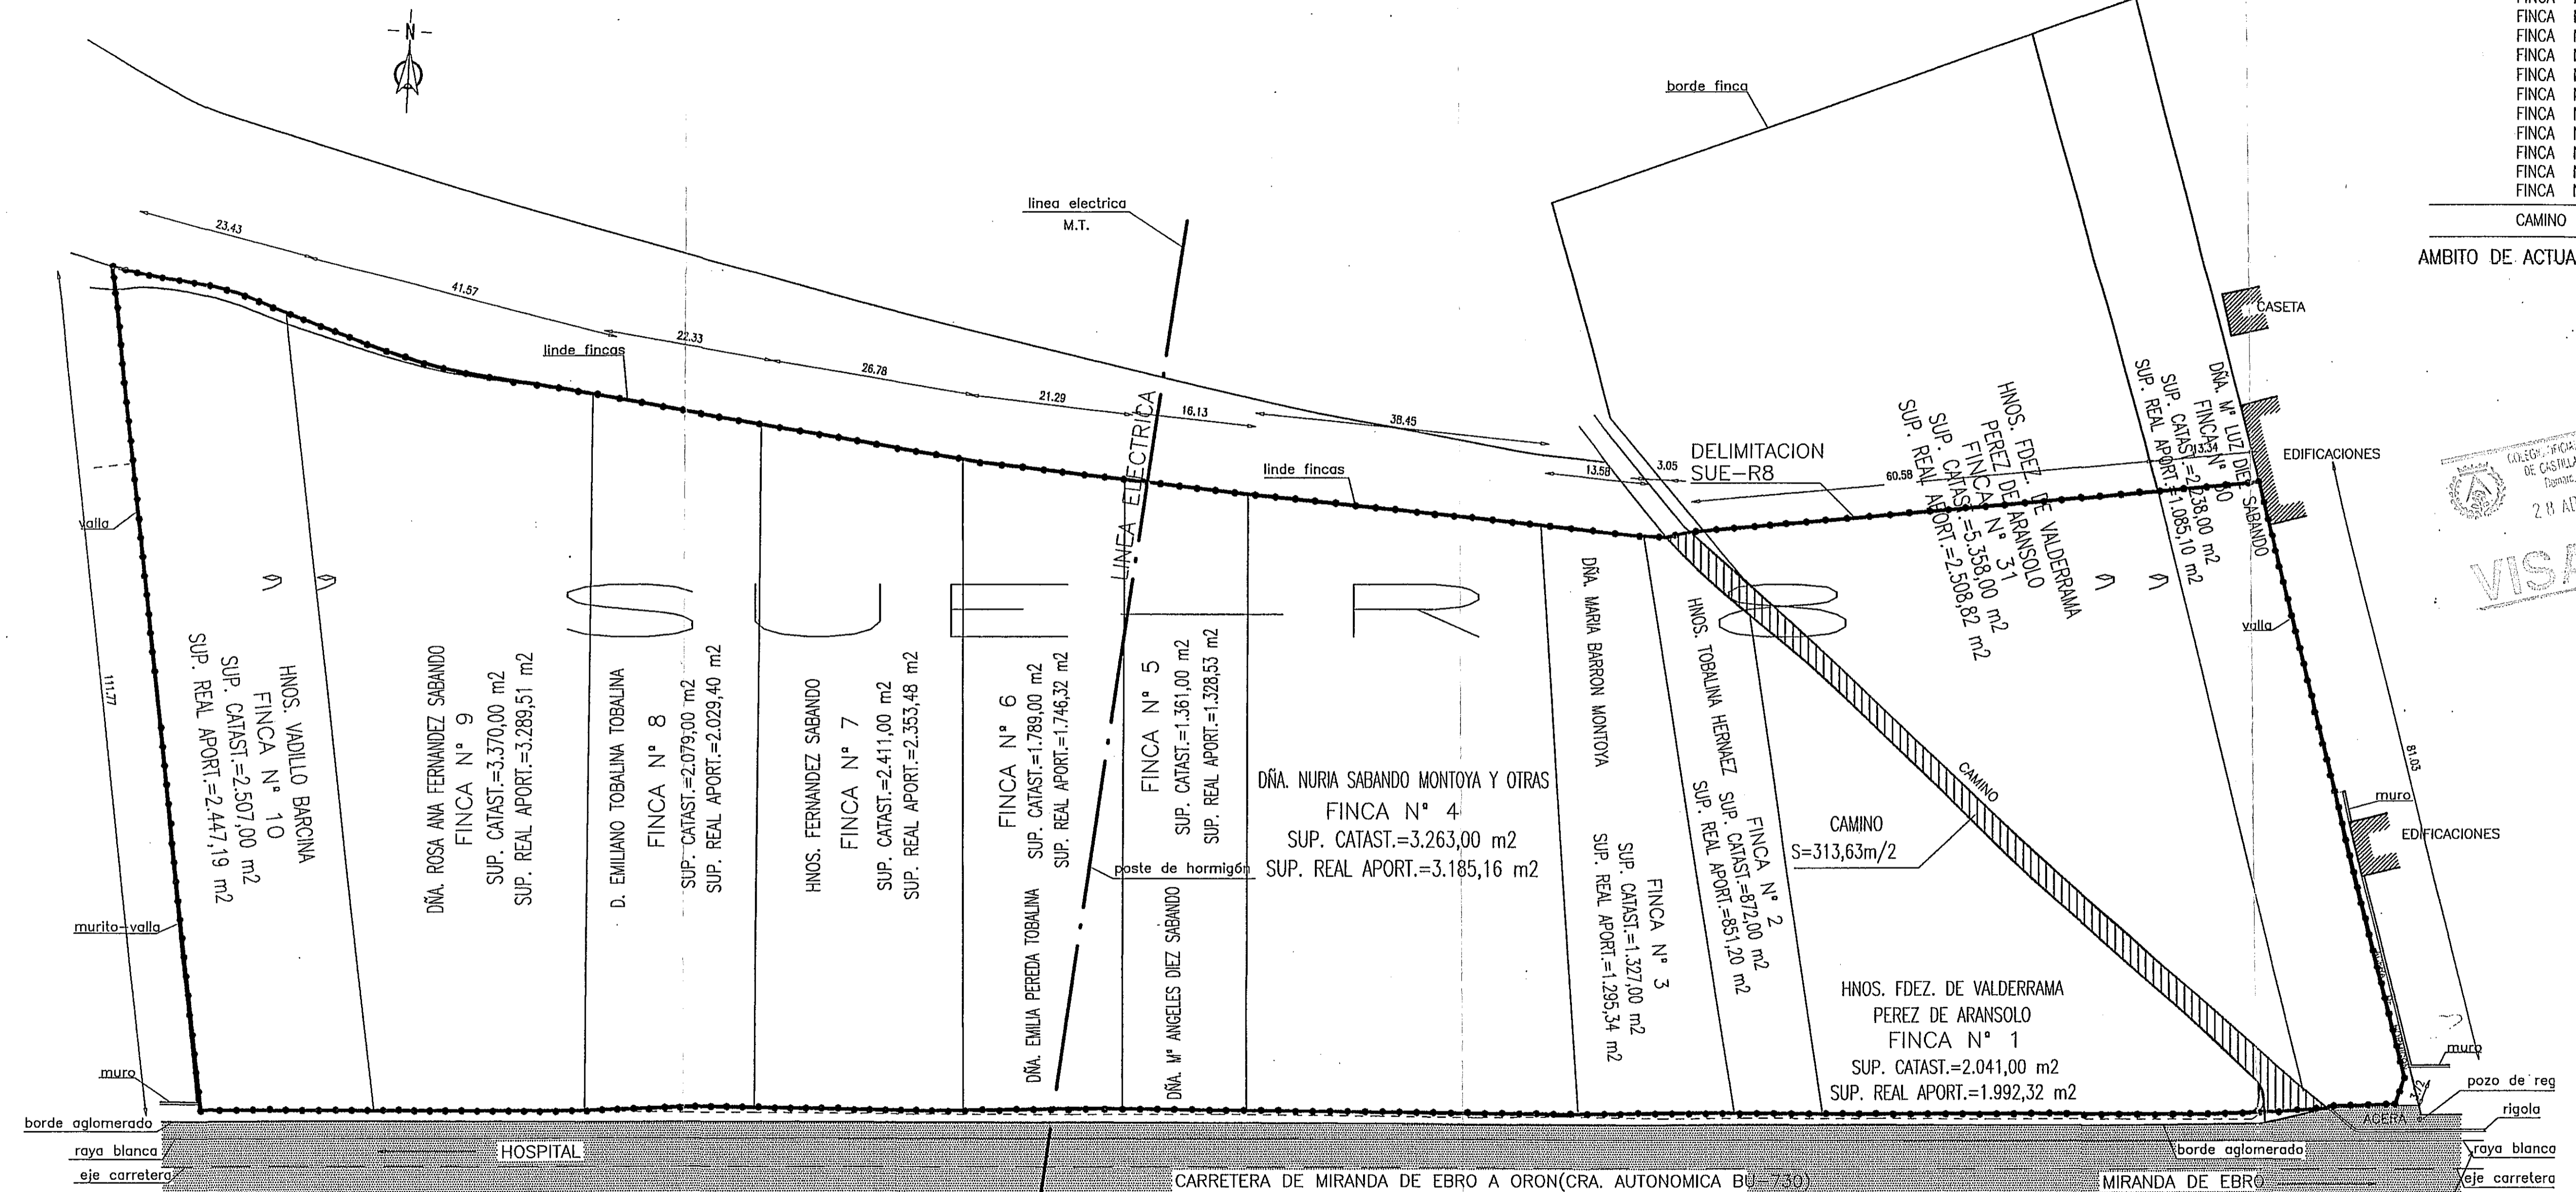 - N -
FINCA
FINCA
FINCA
FINCA
FINCA
FINCA
FINCA
FINCA
FINCA
FINCA
CAMINO
AMBITO DE ACTUA
borde finca
linea electrica
M.T.
23.43
41.57
22.33
26.78
21.29
16.13
38.45
13.58
3.05
60.58
13.34
linde fincas
linde fincas
LINEA ELECTRICA
DELIMITACION
SUE-R8
CASETA
EDIFICACIONES
DE CASTILLA
VISA
valla
valla
111.77
81.03
SUE-R8
HNOS. VADILLO BARCINA
FINCA Nº 10
SUP. CATAST.=2.507,00 m2
SUP. REAL APORT.=2.447,19 m2
DÑA. ROSA ANA FERNANDEZ SABANDO
FINCA Nº 9
SUP. CATAST.=3.370,00 m2
SUP. REAL APORT.=3.289,51 m2
D. EMILIANO TOBALINA TOBALINA
FINCA Nº 8
SUP. CATAST.=2.079,00 m2
SUP. REAL APORT.=2.029,40 m2
HNOS. FERNANDEZ SABANDO
FINCA Nº 7
SUP. CATAST.=2.411,00 m2
SUP. REAL APORT.=2.353,48 m2
DÑA. EMILIA PEREDA TOBALINA
FINCA Nº 6
SUP. CATAST.=1.789,00 m2
SUP. REAL APORT.=1.746,32 m2
DÑA. Mª ANGELES DIEZ SABANDO
FINCA Nº 5
SUP. CATAST.=1.361,00 m2
SUP. REAL APORT.=1.328,53 m2
DÑA. NURIA SABANDO MONTOYA Y OTRAS
FINCA Nº 4
SUP. CATAST.=3.263,00 m2
SUP. REAL APORT.=3.185,16 m2
DÑA. MARIA BARRON MONTOYA
FINCA Nº 3
SUP. CATAST.=1.327,00 m2
SUP. REAL APORT.=1.295,34 m2
HNOS. TOBALINA HERNAEZ
FINCA Nº 2
SUP. CATAST.=872,00 m2
SUP. REAL APORT.=851,20 m2
HNOS. FDEZ. DE VALDERRAMA
PEREZ DE ARANSOLO
FINCA Nº 31
SUP. CATAST.=5.358,00 m2
SUP. REAL APORT.=2.508,82 m2
DÑA. Mª LUZ DIEZ SABANDO
FINCA Nº 30
SUP. CATAST.=2.238,00 m2
SUP. REAL APORT.=1.085,10 m2
CAMINO
CAMINO
S=313,63m/2
HNOS. FDEZ. DE VALDERRAMA
PEREZ DE ARANSOLO
FINCA Nº 1
SUP. CATAST.=2.041,00 m2
SUP. REAL APORT.=1.992,32 m2
poste de hormigón
muro
EDIFICACIONES
murito-valla
muro
muro
pozo de reg
rigola
ACERA
borde aglomerado
raya blanca
eje carretera
HOSPITAL
CARRETERA DE MIRANDA DE EBRO A ORON(CRA. AUTONOMICA BU-730)
borde aglomerado
MIRANDA DE EBRO
raya blanca
eje carretera